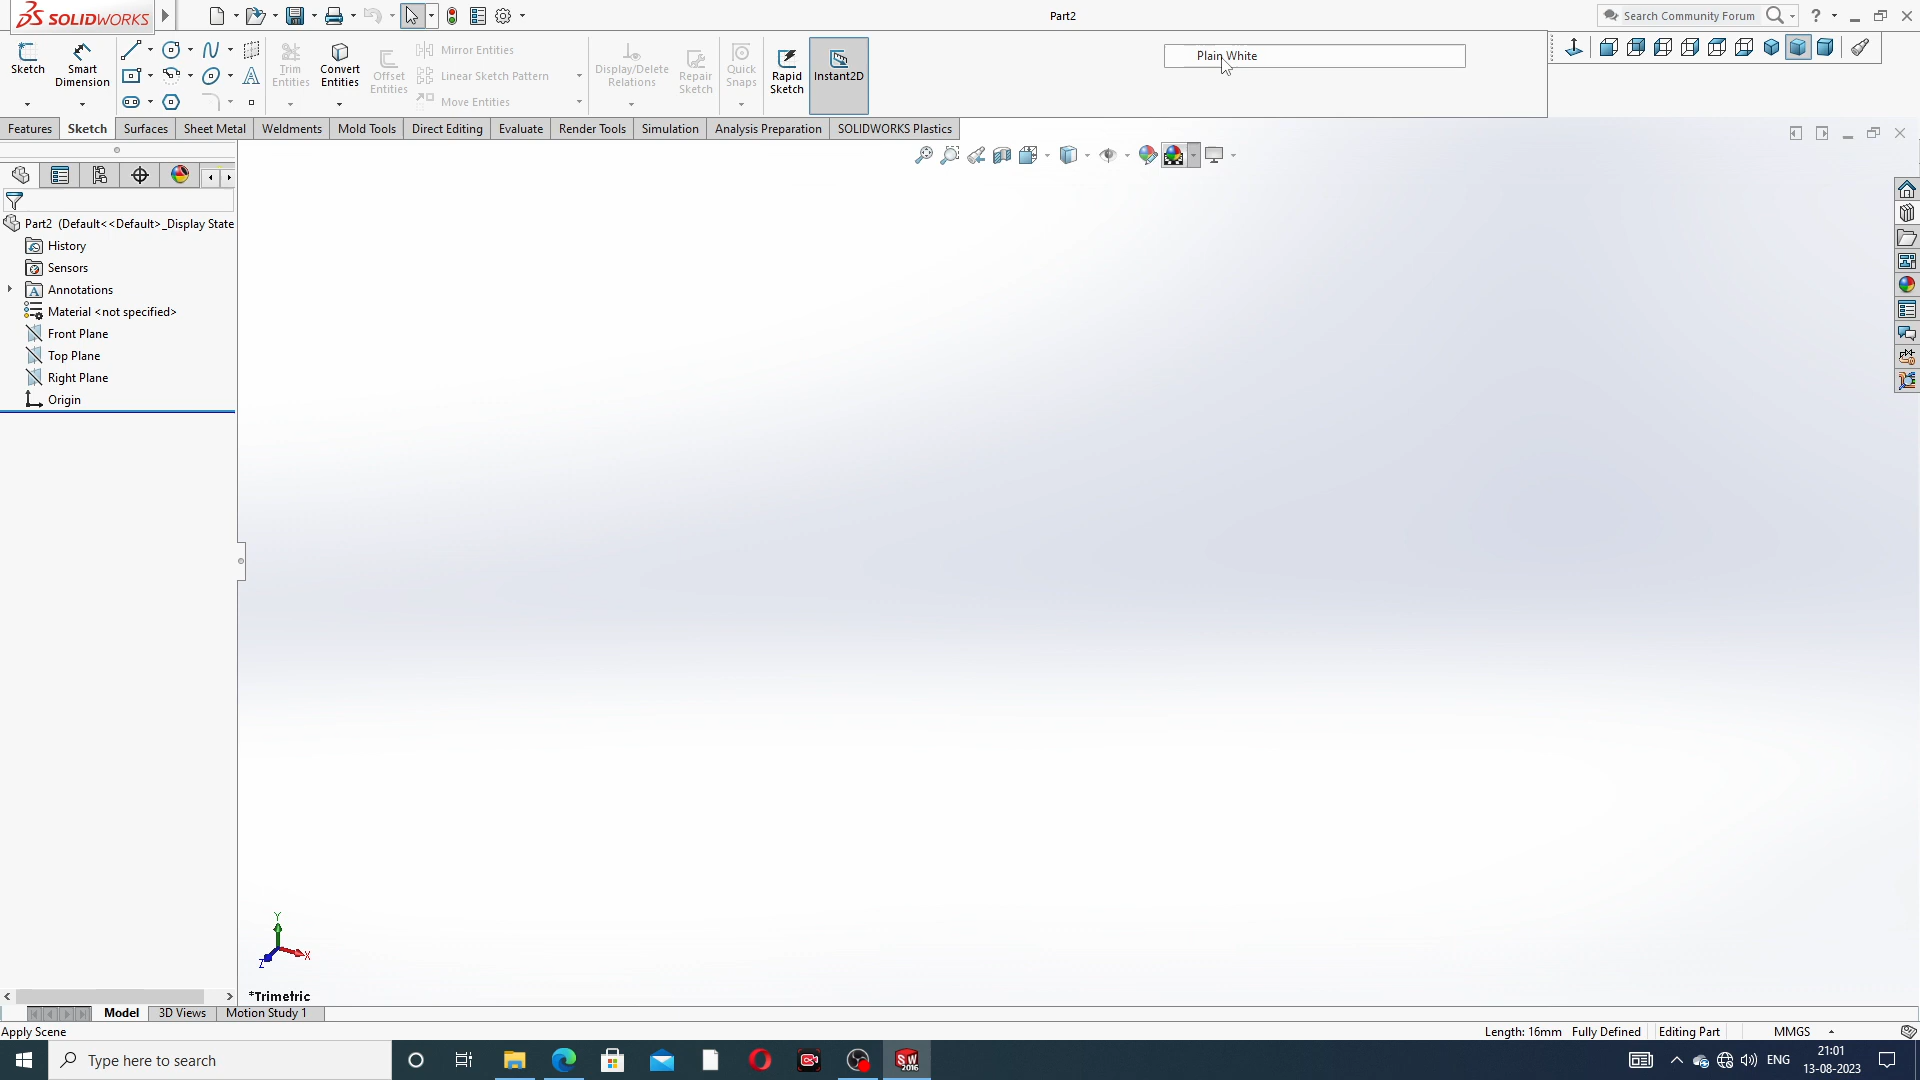 SOLIDWORKS
Part2
Search Community Forum
?
Sketch
Smart Dimension
Trim Entities
Convert Entities
Offset Entities
Mirror Entities
Linear Sketch Pattern
Move Entities
Display/Delete Relations
Repair Sketch
Quick Snaps
Rapid Sketch
Instant2D
Plain White
Features
Sketch
Surfaces
Sheet Metal
Weldments
Mold Tools
Direct Editing
Evaluate
Render Tools
Simulation
Analysis Preparation
SOLIDWORKS Plastics
Part2 (Default<<Default>_Display State
History
Sensors
Annotations
Material <not specified>
Front Plane
Top Plane
Right Plane
Origin
Y
X
Z
*Trimetric
Model
3D Views
Motion Study 1
Apply Scene
Length: 16mm
Fully Defined
Editing Part
MMGS
Type here to search
SW 2016
ENG
21:01
13-08-2023